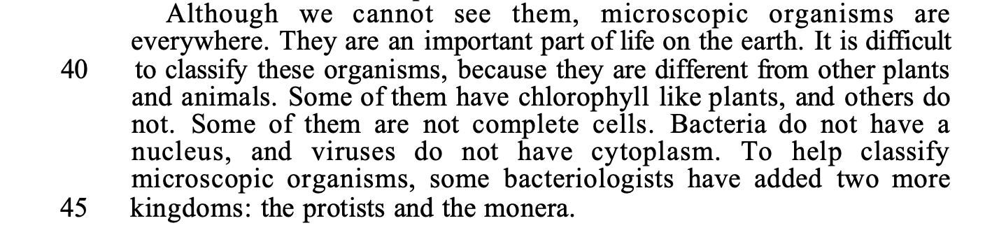 Although we cannot see them, microscopic organisms are
everywhere. They are an important part of life on the earth. It is difficult
40 to classify these organisms, because they are different from other plants
and animals. Some of them have chlorophyll like plants, and others do
not. Some of them are not complete cells. Bacteria do not have a
nucleus, and viruses do not have cytoplasm. To help classify
microscopic organisms, some bacteriologists have added two more
45 kingdoms: the protists and the monera.